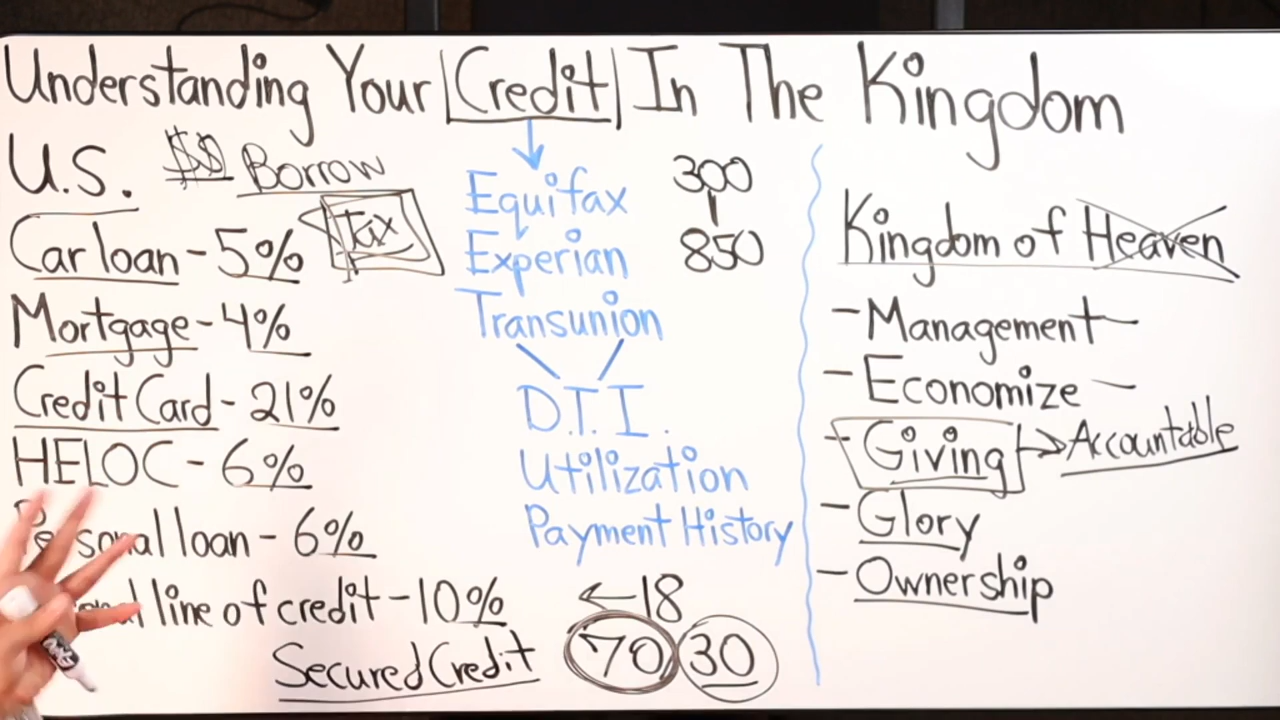 Understanding Your Credit In The Kingdom
U.S. $$ Borrow
Tax
Car loan - 5%
Mortgage - 4%
Credit Card - 21%
HELOC - 6%
Personal loan - 6%
line of credit - 10%
Secured Credit
Equifax
Experian
Transunion
D.T.I.
Utilization
Payment History
300
850
←18
70 30
Kingdom of Heaven
- Management -
- Economize -
- Giving → Accountable
- Glory
- Ownership